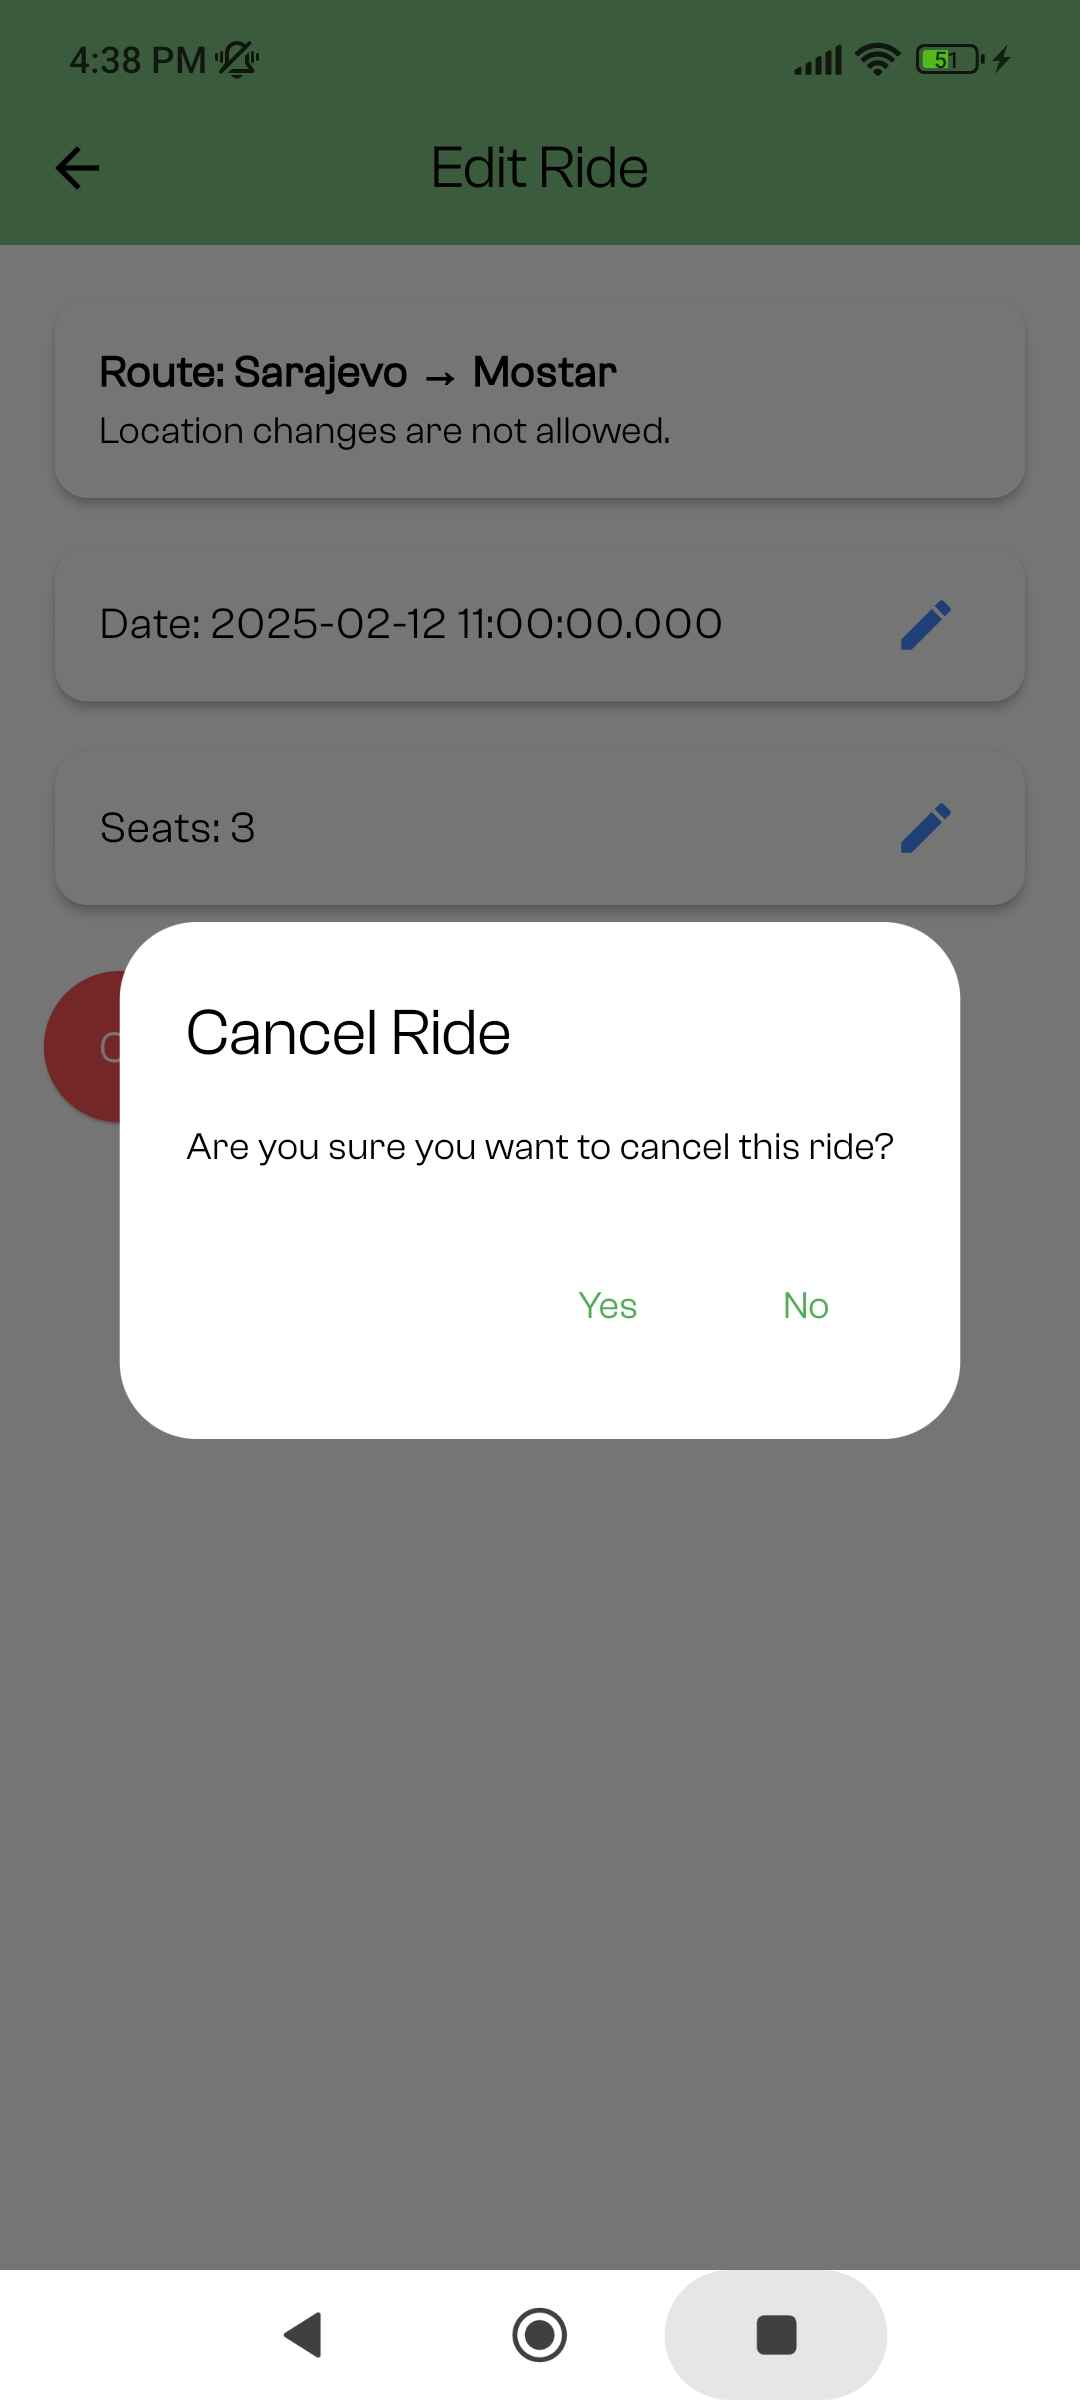 4:38 PM
51
Edit Ride
Route: Sarajevo → Mostar
Location changes are not allowed.
Date: 2025-02-12 11:00:00.000
Seats: 3
Cancel Ride
Are you sure you want to cancel this ride?
Yes No